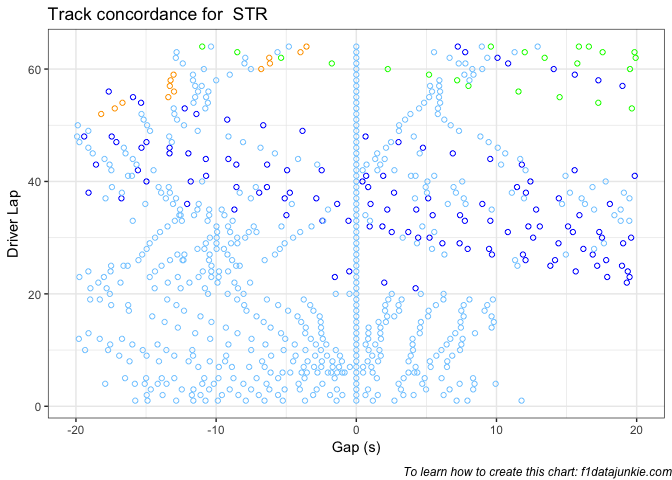 Track concordance for  STR
Driver Lap
60
40
20
0
-20
-10
0
10
20
Gap (s)
To learn how to create this chart: f1datajunkie.com